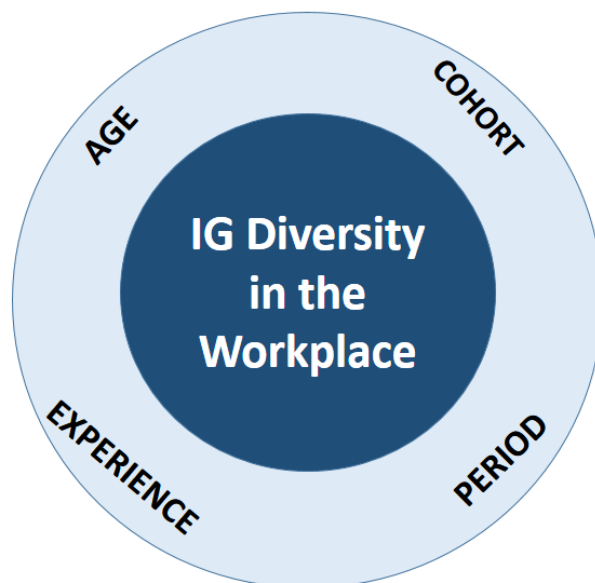 AGE
COHORT
IG Diversity
in the
Workplace
EXPERIENCE
PERIOD